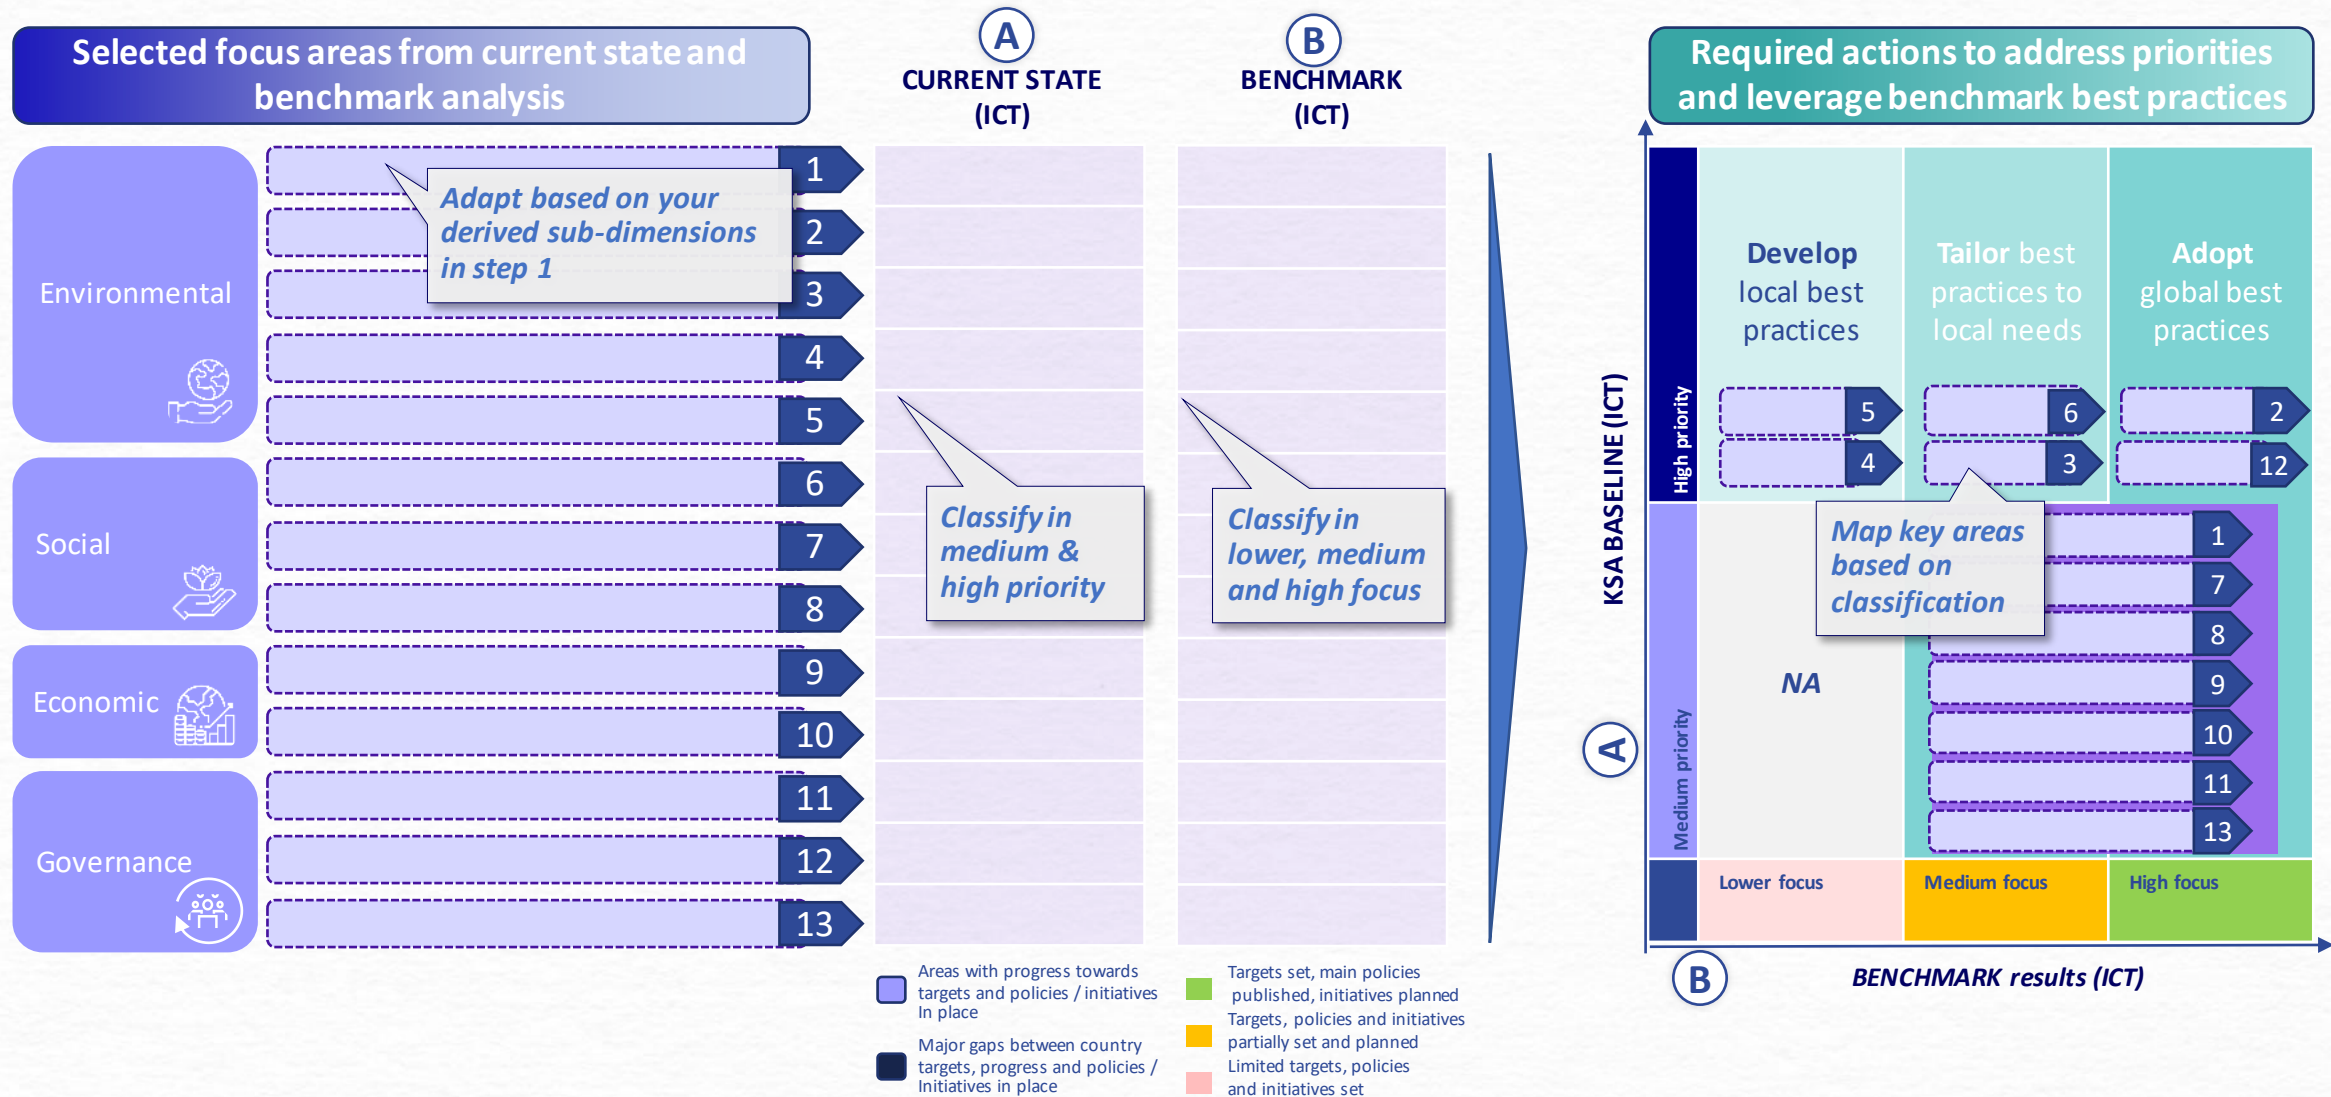 Selected focus areas from current state and
benchmark analysis
A
CURRENT STATE
(ICT)
B
BENCHMARK
(ICT)
Required actions to address priorities
and leverage benchmark best practices
Environmental
Social
Economic
Governance
1
2
3
4
5
6
7
8
9
10
11
12
13
Adapt based on your
derived sub-dimensions
in step 1
Classify in
medium &
high priority
Classify in
lower, medium
and high focus
KSA BASELINE (ICT)
A
High priority
Medium priority
Develop
local best
practices
Tailor best
practices to
local needs
Adopt
global best
practices
5
6
2
4
3
12
Map key areas
based on
classification
NA
1
7
8
9
10
11
13
Lower focus
Medium focus
High focus
B
BENCHMARK results (ICT)
Areas with progress towards
targets and policies / initiatives
In place
Major gaps between country
targets, progress and policies /
Initiatives in place
Targets set, main policies
published, initiatives planned
Targets, policies and initiatives
partially set and planned
Limited targets, policies
and initiatives set